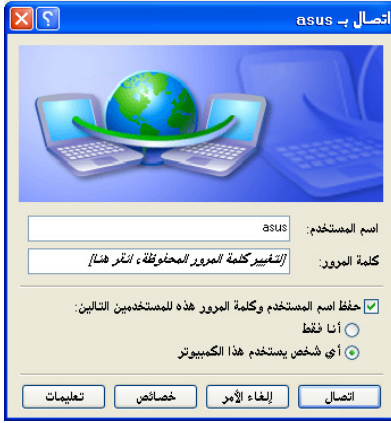 اتصال بـ asus
اسم المستخدم: asus
كلمة المرور: [لتغيير كلمة المرور المحفوظة، انقر هنا]
حفظ اسم المستخدم وكلمة المرور هذه للمستخدمين التالين:
أنا فقط
أي شخص يستخدم هذا الكمبيوتر
اتصال إلغاء الأمر خصائص تعليمات